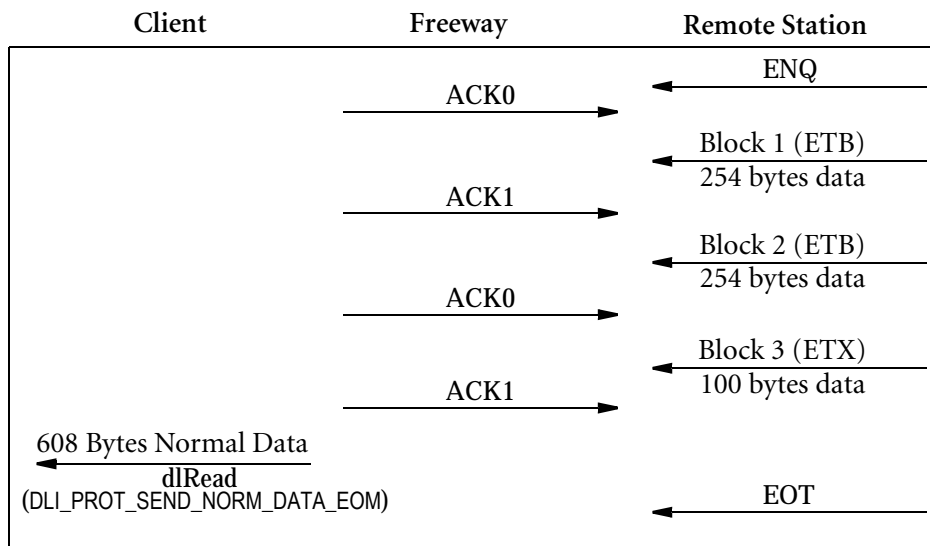 Client Freeway Remote Station
ENQ
ACK0
Block 1 (ETB)
254 bytes data
ACK1
Block 2 (ETB)
254 bytes data
ACK0
Block 3 (ETX)
100 bytes data
ACK1
608 Bytes Normal Data
dlRead
(DLI_PROT_SEND_NORM_DATA_EOM)
EOT